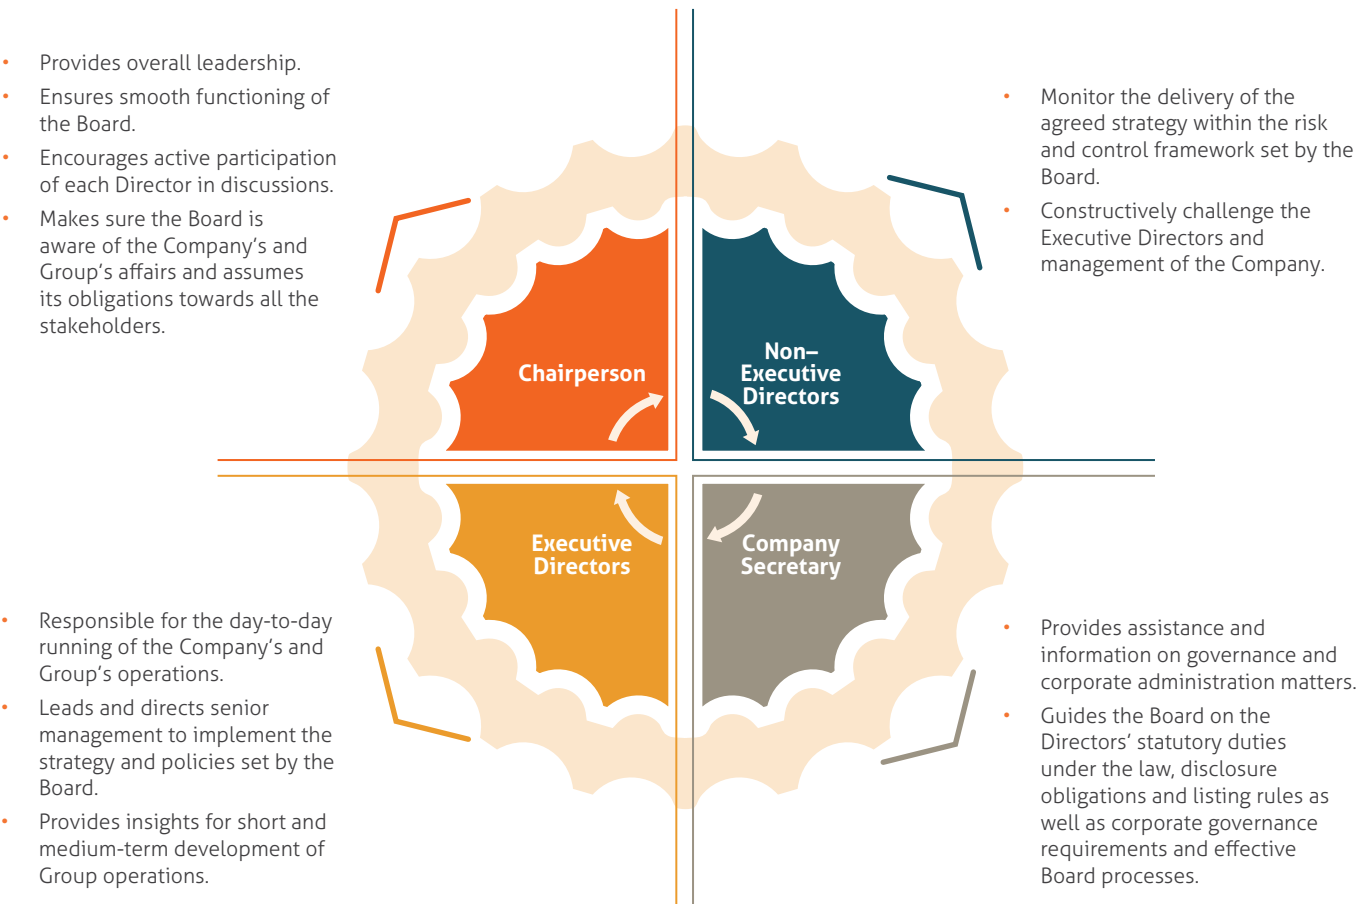 • Provides overall leadership.
• Ensures smooth functioning of
the Board.
• Encourages active participation
of each Director in discussions.
• Makes sure the Board is
aware of the Company’s and
Group’s affairs and assumes
its obligations towards all the
stakeholders.
• Monitor the delivery of the
agreed strategy within the risk
and control framework set by the
Board.
• Constructively challenge the
Executive Directors and
management of the Company.
Chairperson
Non–
Executive
Directors
Executive
Directors
Company
Secretary
• Responsible for the day-to-day
running of the Company’s and
Group’s operations.
• Leads and directs senior
management to implement the
strategy and policies set by the
Board.
• Provides insights for short and
medium-term development of
Group operations.
• Provides assistance and
information on governance and
corporate administration matters.
• Guides the Board on the
Directors’ statutory duties
under the law, disclosure
obligations and listing rules as
well as corporate governance
requirements and effective
Board processes.